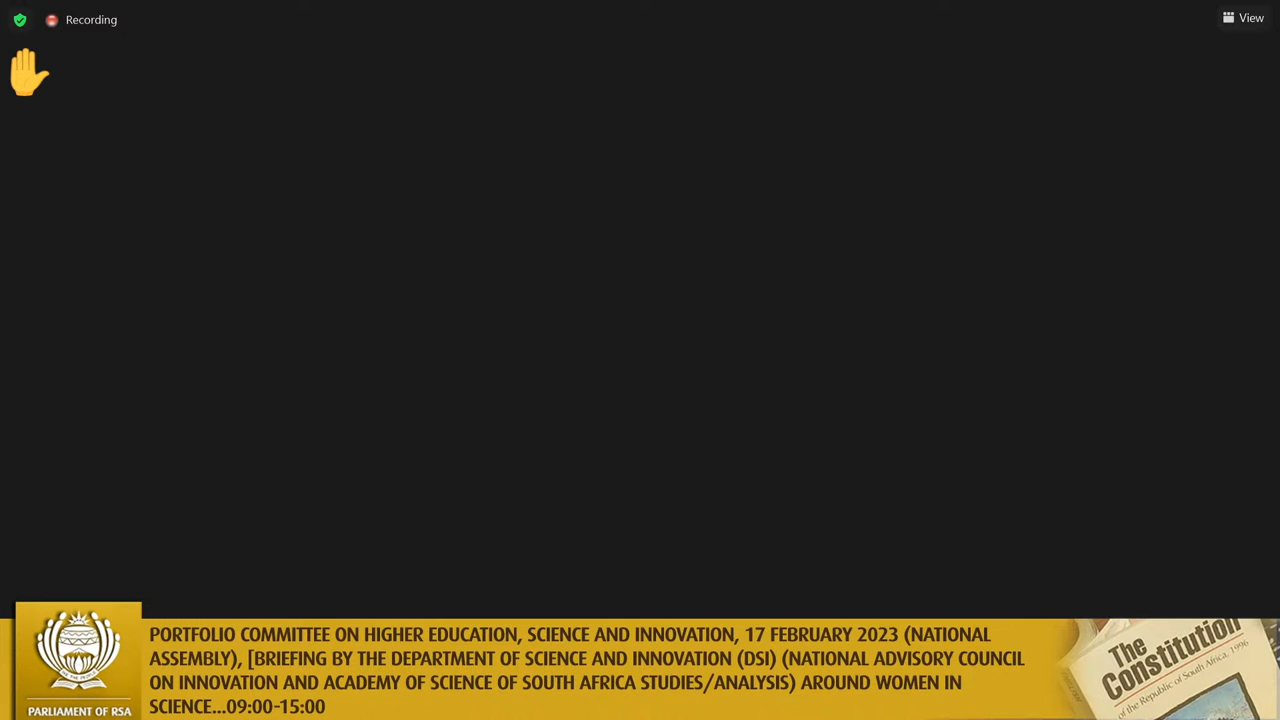 Recording
View
PORTFOLIO COMMITTEE ON HIGHER EDUCATION, SCIENCE AND INNOVATION, 17 FEBRUARY 2023 (NATIONAL
ASSEMBLY), [BRIEFING BY THE DEPARTMENT OF SCIENCE AND INNOVATION (DSI) (NATIONAL ADVISORY COUNCIL
ON INNOVATION AND ACADEMY OF SCIENCE OF SOUTH AFRICA STUDIES/ANALYSIS) AROUND WOMEN IN
SCIENCE...09:00-15:00
PARLIAMENT OF RSA
The
Constitution
of the Republic of South Africa, 1996